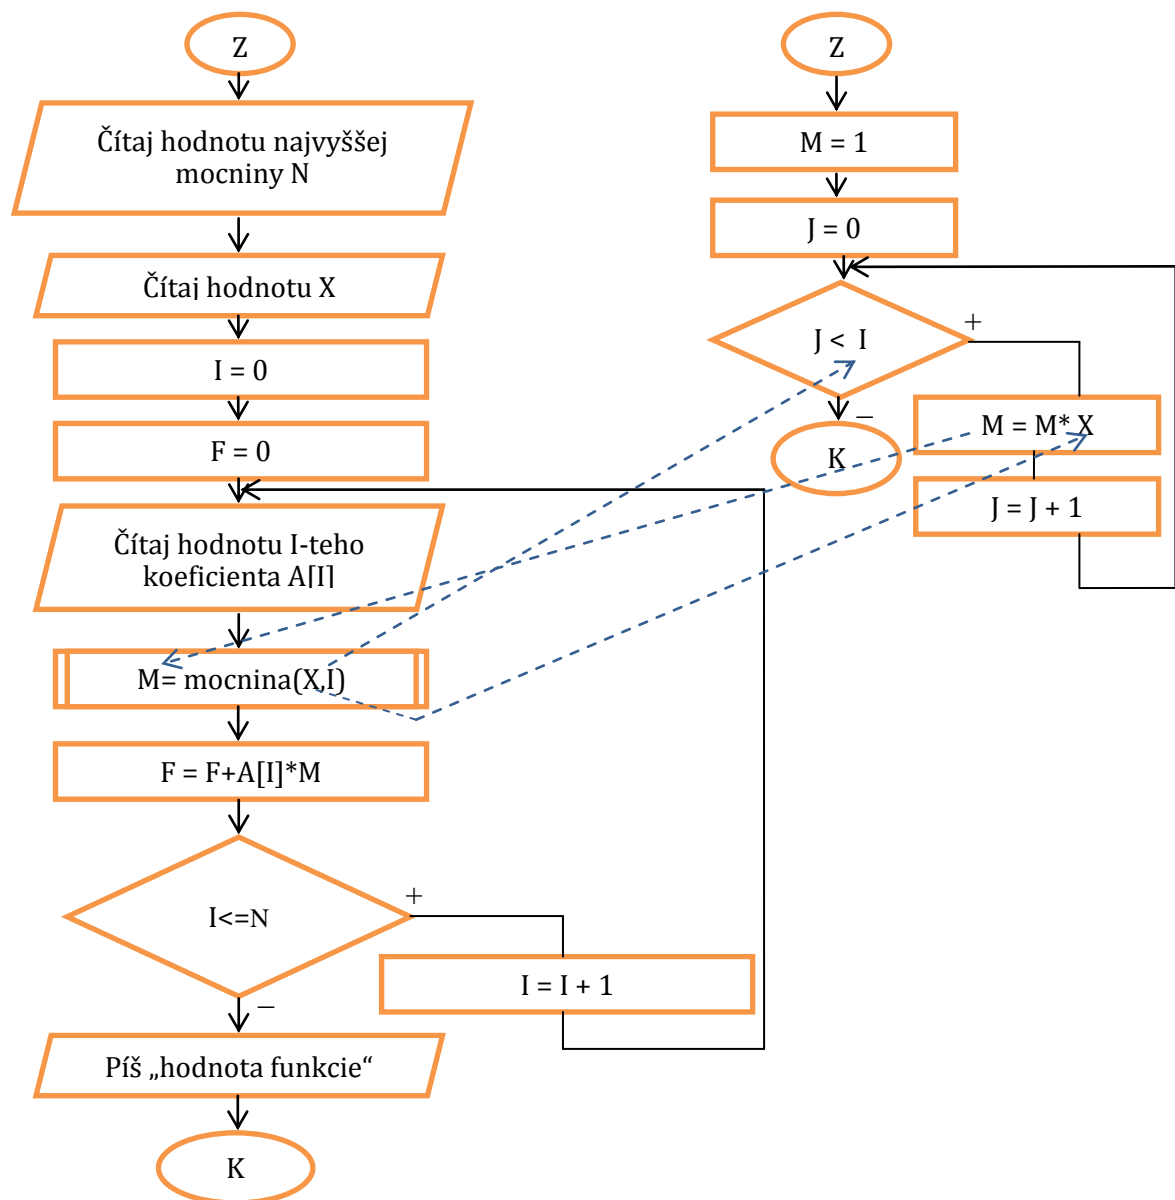 Z
Čítaj hodnotu najvyššej
mocniny N
Čítaj hodnotu X
I = 0
F = 0
Čítaj hodnotu I-teho
koeficienta A[I]
M= mocnina(X,I)
F = F+A[I]*M
I<=N
+
I = I + 1
–
Píš „hodnota funkcie“
K
Z
M = 1
J = 0
J < I
+
M = M* X
J = J + 1
–
K